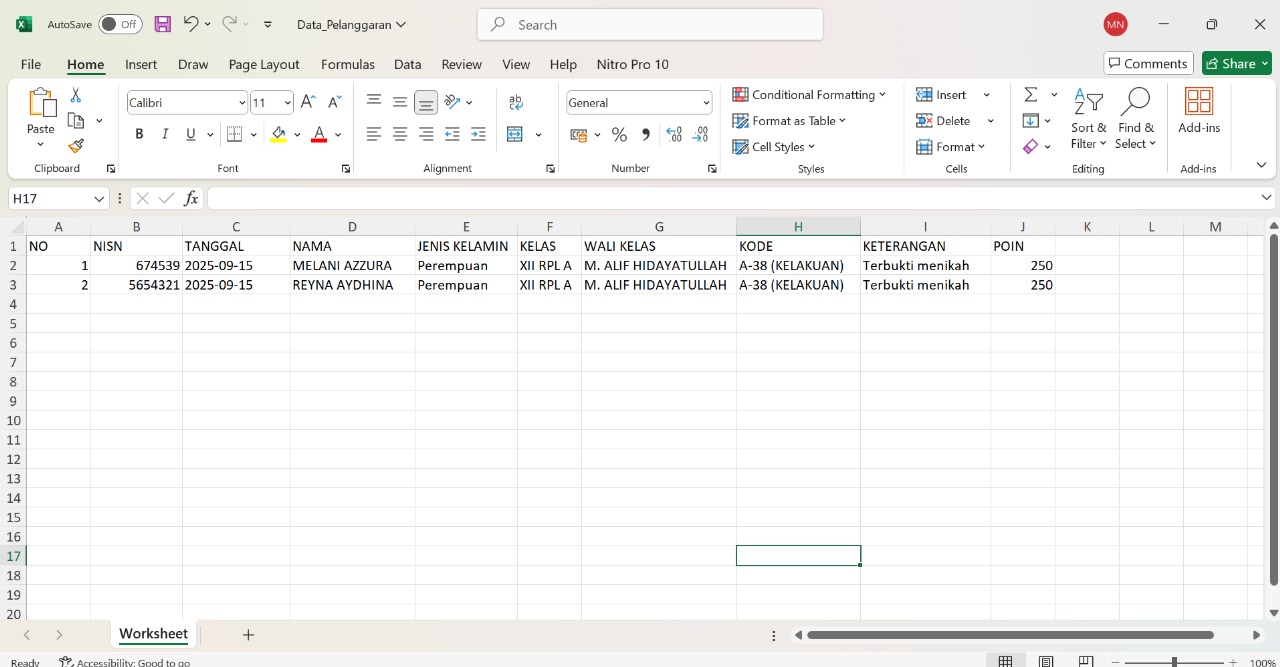 AutoSave Off Data_Pelanggaran Search MN
File Home Insert Draw Page Layout Formulas Data Review View Help Nitro Pro 10 Comments Share
Calibri 11 General Conditional Formatting Insert
Paste B I U A ab % Format as Table Delete Sort & Filter Find & Select Add-ins
Cell Styles Format
Clipboard Font Alignment Number Styles Cells Editing Add-ins
H17 fx
A B C D E F G H I J K L M
1 NO NISN TANGGAL NAMA JENIS KELAMIN KELAS WALI KELAS KODE KETERANGAN POIN
2 1 674539 2025-09-15 MELANI AZZURA Perempuan XII RPL A M. ALIF HIDAYATULLAH A-38 (KELAKUAN) Terbukti menikah 250
3 2 5654321 2025-09-15 REYNA AYDHINA Perempuan XII RPL A M. ALIF HIDAYATULLAH A-38 (KELAKUAN) Terbukti menikah 250
4
5
6
7
8
9
10
11
12
13
14
15
16
17
18
19
20
Worksheet
Ready Accessibility: Good to go 100%